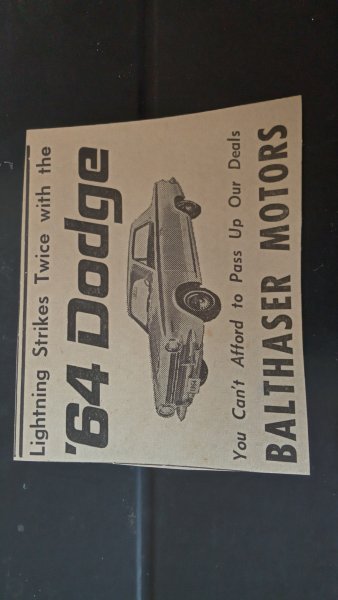 Lightning Strikes Twice with the
'64 Dodge
You Can't Afford to Pass Up Our Deals
BALTHASER MOTORS